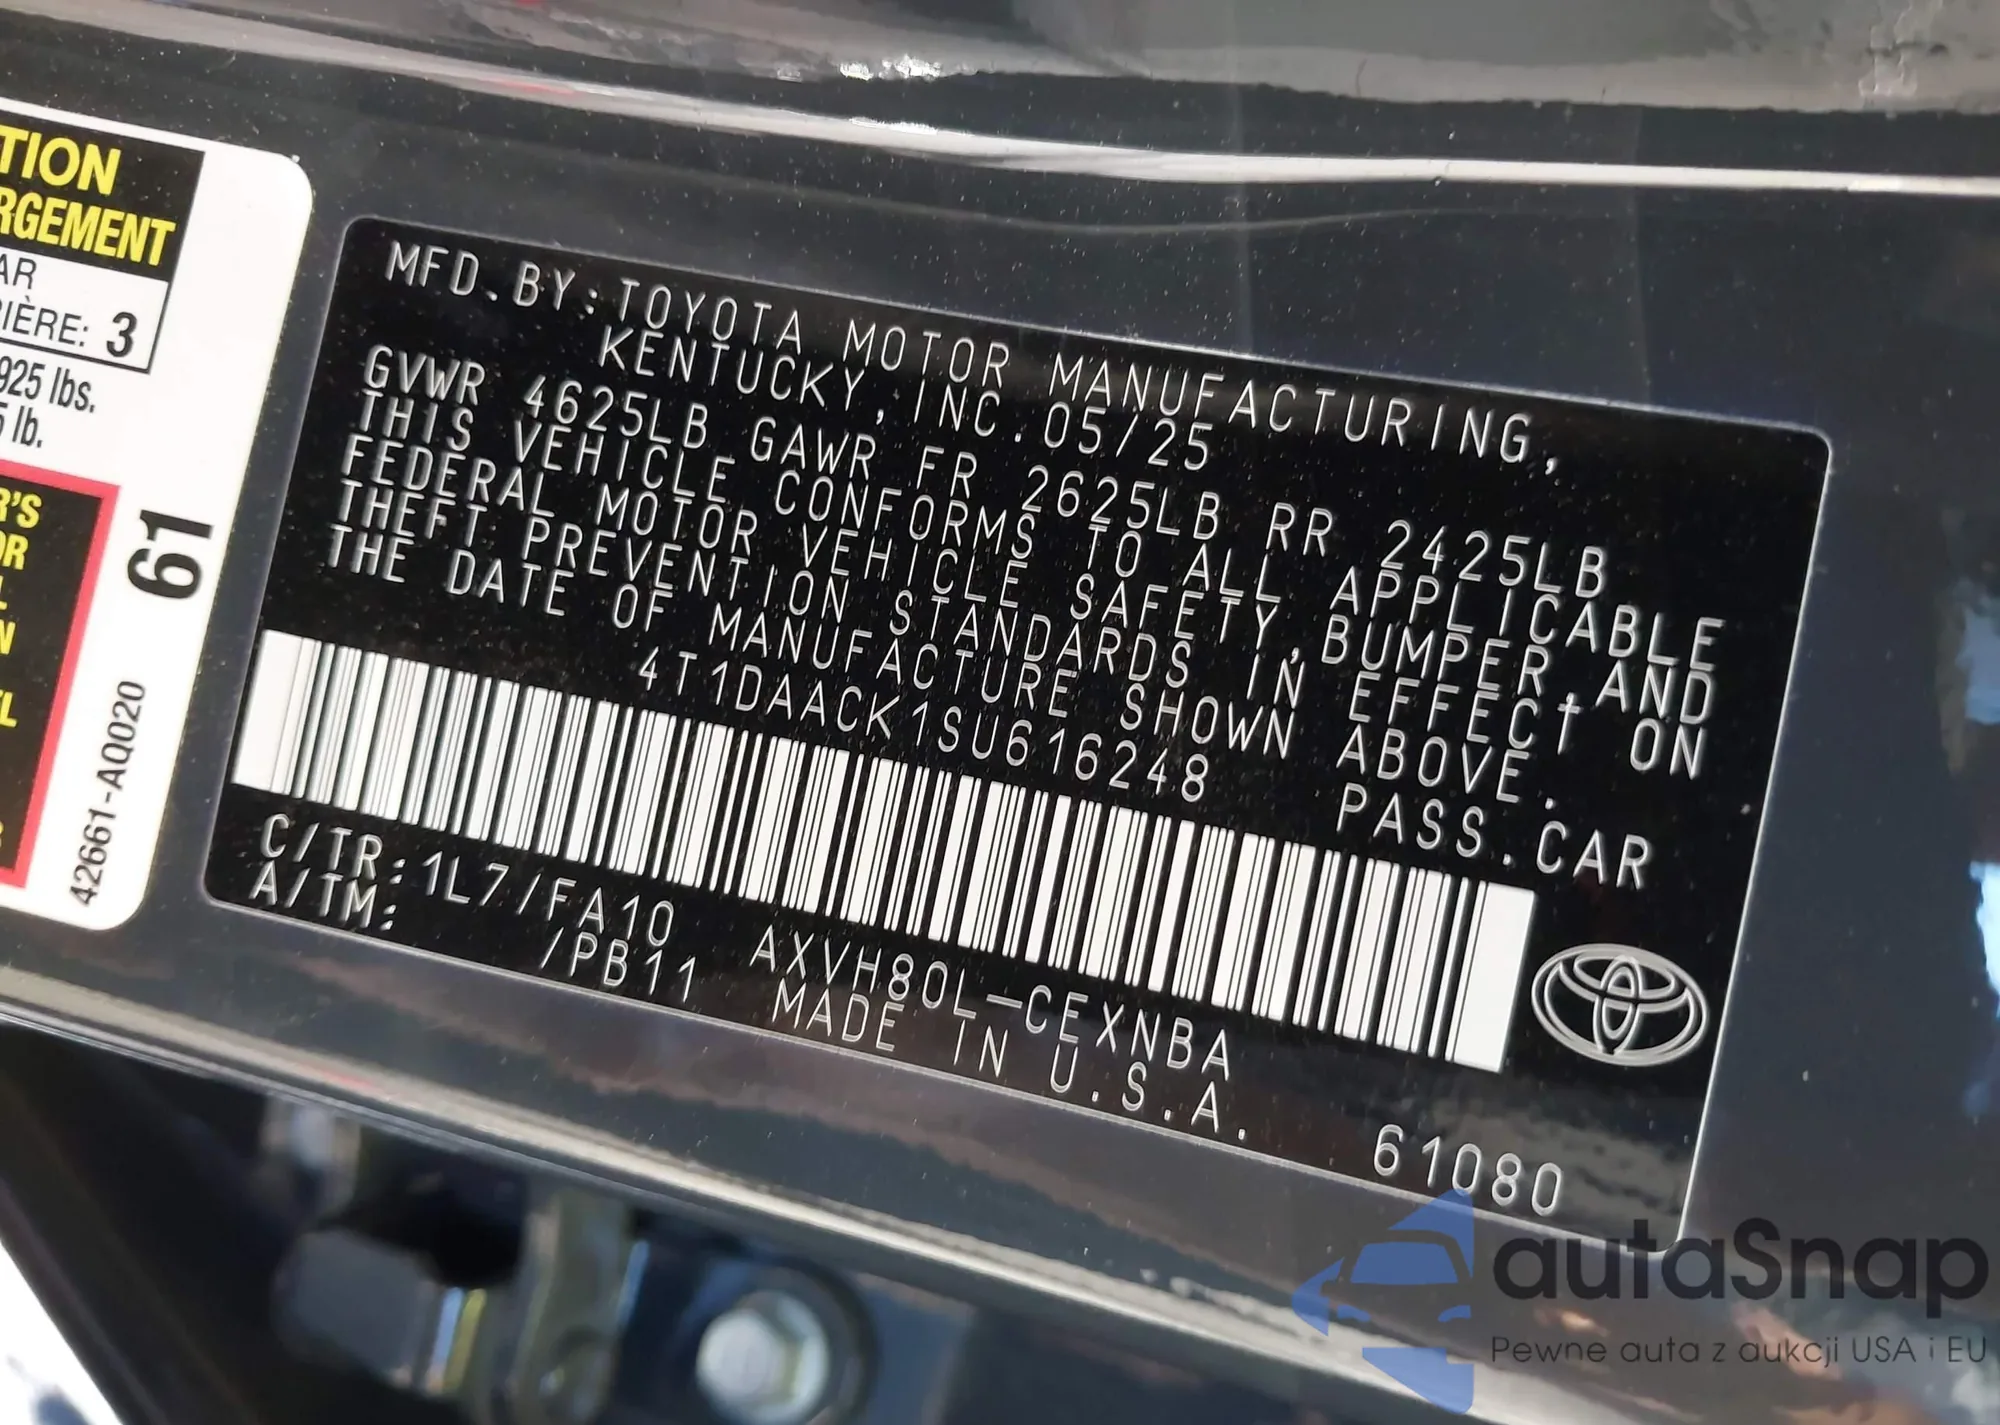 TION
RGEMENT
AR
IÈRE: 3
925 lbs.
5 lb.
R'S
OR
L
N
TL
61
42661-AQ020
MFD.BY:TOYOTA MOTOR MANUFACTURING,
KENTUCKY,INC.05/25
GVWR 4625LB GAWR FR 2625LB RR 2425LB
THIS VEHICLE CONFORMS TO ALL APPLICABLE
FEDERAL MOTOR VEHICLE SAFETY,BUMPER,AND
THEFT PREVENTION STANDARDS IN EFFECT ON
THE DATE OF MANUFACTURE SHOWN ABOVE.
4T1DAACK1SU616248 PASS.CAR
C/TR:1L7/FA10 AXVH80L-CEXNBA
A/TM: /PB11 MADE IN U.S.A. 61080
autaSnap
Pewne auta z aukcji USA i EU